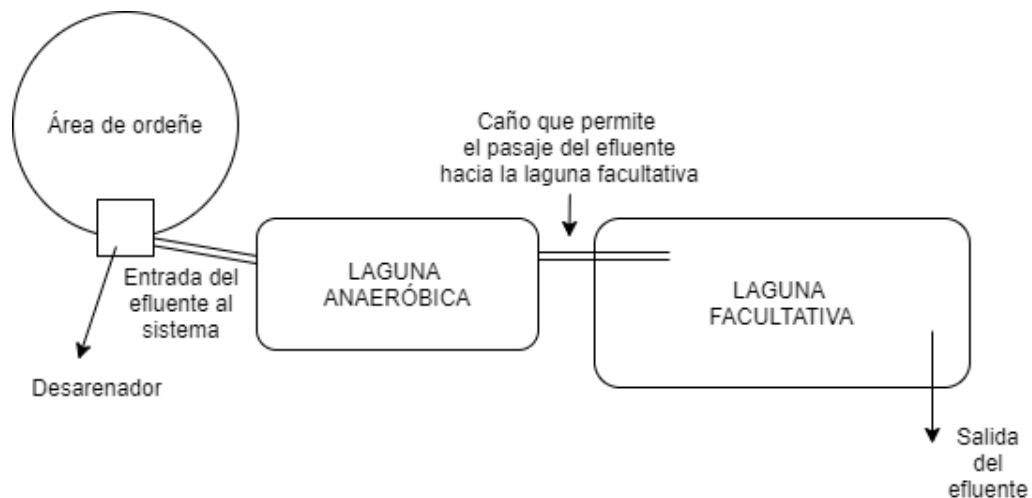 Área de ordeñe
Caño que permite
el pasaje del efluente
hacia la laguna facultativa
Entrada del
efluente al
sistema
Desarenador
LAGUNA
ANAERÓBICA
LAGUNA
FACULTATIVA
Salida
del
efluente